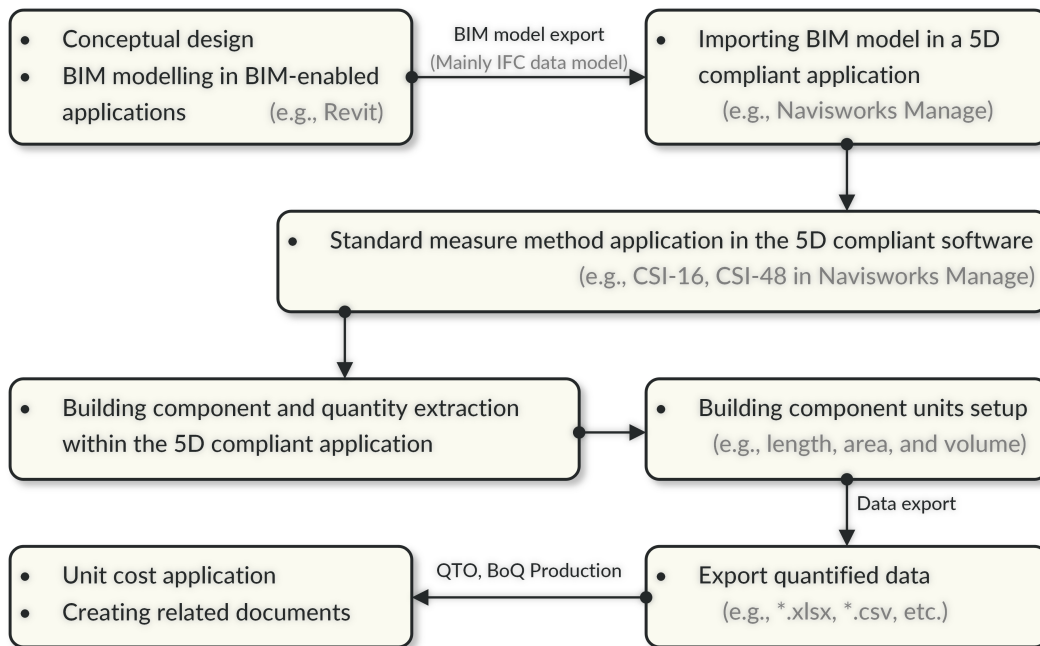 • Conceptual design
• BIM modelling in BIM-enabled
applications (e.g., Revit)
BIM model export
(Mainly IFC data model)
• Importing BIM model in a 5D
compliant application
(e.g., Navisworks Manage)
• Standard measure method application in the 5D compliant software
(e.g., CSI-16, CSI-48 in Navisworks Manage)
• Building component and quantity extraction
within the 5D compliant application
• Building component units setup
(e.g., length, area, and volume)
Data export
• Export quantified data
(e.g., *.xlsx, *.csv, etc.)
QTO, BoQ Production
• Unit cost application
• Creating related documents